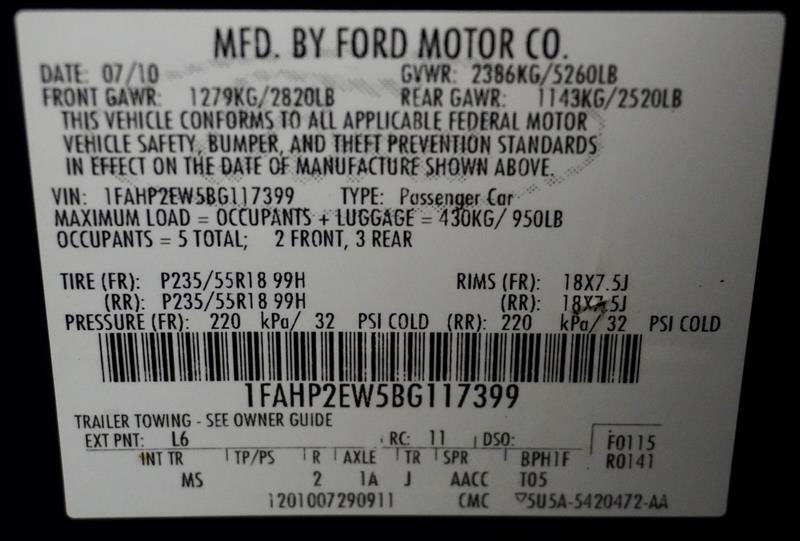 MFD. BY FORD MOTOR CO.
DATE: 07/10 GVWR: 2386KG/5260LB
FRONT GAWR: 1279KG/2820LB REAR GAWR: 1143KG/2520LB
THIS VEHICLE CONFORMS TO ALL APPLICABLE FEDERAL MOTOR
VEHICLE SAFETY, BUMPER, AND THEFT PREVENTION STANDARDS
IN EFFECT ON THE DATE OF MANUFACTURE SHOWN ABOVE.
VIN: 1FAHP2EW5BG117399 TYPE: Passenger Car
MAXIMUM LOAD = OCCUPANTS + LUGGAGE = 430KG/ 950LB
OCCUPANTS = 5 TOTAL; 2 FRONT, 3 REAR
TIRE (FR): P235/55R18 99H RIMS (FR): 18X7.5J
(RR): P235/55R18 99H (RR): 18X7.5J
PRESSURE (FR): 220 kPa/ 32 PSI COLD (RR): 220 kPa/ 32 PSI COLD
1FAHP2EW5BG117399
TRAILER TOWING - SEE OWNER GUIDE
EXT PNT: L6 RC: 11 DSO: F0115
INT TR TP/PS R AXLE TR SPR BPH1F R0141
MS 2 1A J AACC T05
1201007290911 CMC ▽5U5A-5420472-AA